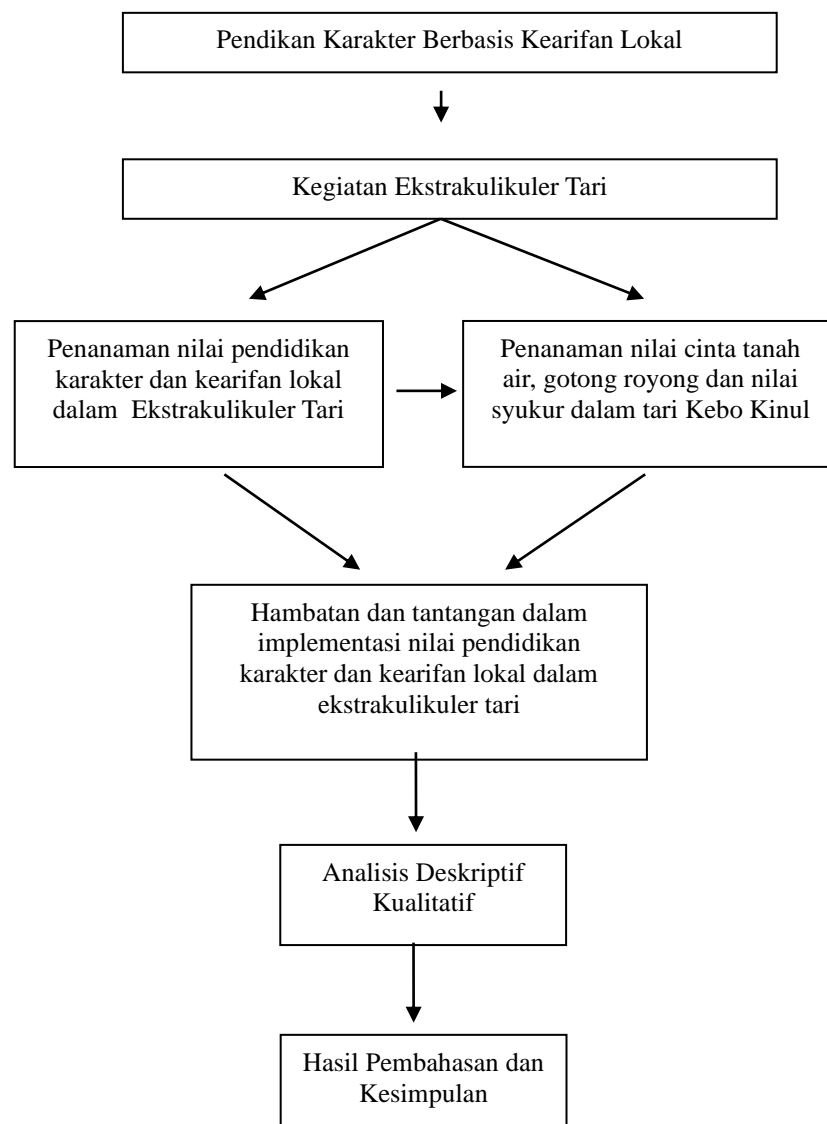 Pendikan Karakter Berbasis Kearifan Lokal
Kegiatan Ekstrakulikuler Tari
Penanaman nilai pendidikan
karakter dan kearifan lokal
dalam Ekstrakulikuler Tari
Penanaman nilai cinta tanah
air, gotong royong dan nilai
syukur dalam tari Kebo Kinul
Hambatan dan tantangan dalam
implementasi nilai pendidikan
karakter dan kearifan lokal dalam
ekstrakulikuler tari
Analisis Deskriptif
Kualitatif
Hasil Pembahasan dan
Kesimpulan